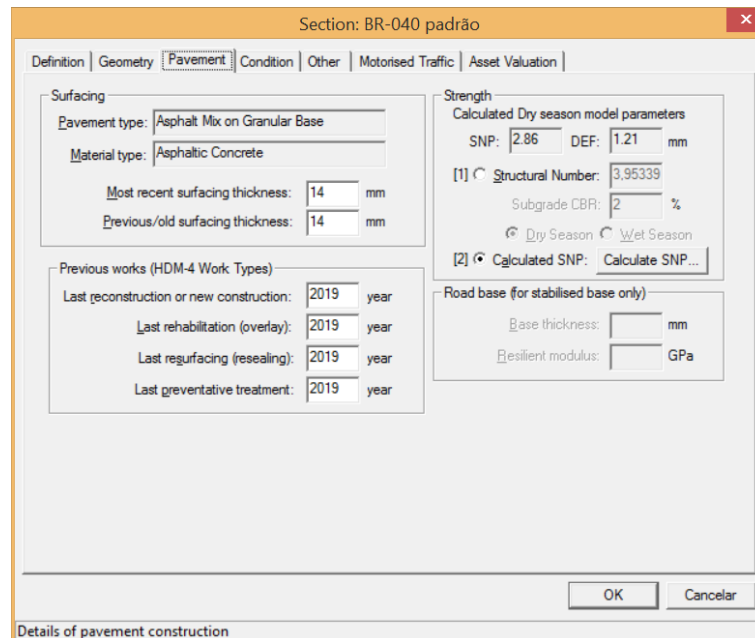 Section: BR-040 padrão
x
Definition Geometry Pavement Condition Other Motorised Traffic Asset Valuation
Surfacing
Pavement type: Asphalt Mix on Granular Base
Material type: Asphaltic Concrete
Most recent surfacing thickness: 14 mm
Previous/old surfacing thickness: 14 mm
Previous works (HDM-4 Work Types)
Last reconstruction or new construction: 2019 year
Last rehabilitation (overlay): 2019 year
Last resurfacing (resealing): 2019 year
Last preventative treatment: 2019 year
Strength
Calculated Dry season model parameters
SNP: 2.86 DEF: 1.21 mm
[1] Structural Number: 3,95339
Subgrade CBR: 2 %
Dry Season Wet Season
[2] Calculated SNP: Calculate SNP...
Road base (for stabilised base only)
Base thickness: mm
Resilient modulus: GPa
OK Cancelar
Details of pavement construction